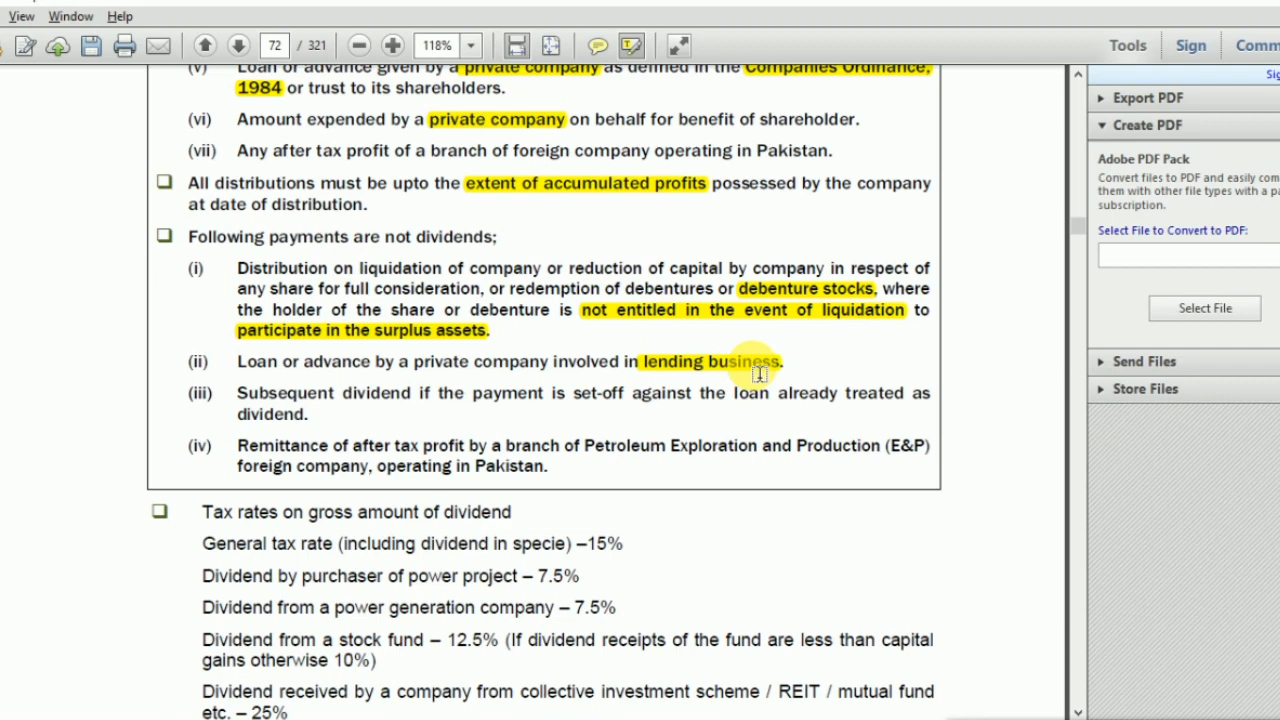 View Window Help
72 / 321 118% Tools Sign Comm
(v) Loan or advance given by a private company as defined in the Companies Ordinance,
1984 or trust to its shareholders.
(vi) Amount expended by a private company on behalf for benefit of shareholder.
(vii) Any after tax profit of a branch of foreign company operating in Pakistan.
All distributions must be upto the extent of accumulated profits possessed by the company
at date of distribution.
Following payments are not dividends;
(i) Distribution on liquidation of company or reduction of capital by company in respect of
any share for full consideration, or redemption of debentures or debenture stocks, where
the holder of the share or debenture is not entitled in the event of liquidation to
participate in the surplus assets.
(ii) Loan or advance by a private company involved in lending business.
(iii) Subsequent dividend if the payment is set-off against the loan already treated as
dividend.
(iv) Remittance of after tax profit by a branch of Petroleum Exploration and Production (E&P)
foreign company, operating in Pakistan.
Tax rates on gross amount of dividend
General tax rate (including dividend in specie) –15%
Dividend by purchaser of power project – 7.5%
Dividend from a power generation company – 7.5%
Dividend from a stock fund – 12.5% (If dividend receipts of the fund are less than capital
gains otherwise 10%)
Dividend received by a company from collective investment scheme / REIT / mutual fund
etc. – 25%
Sig
Export PDF
Create PDF
Adobe PDF Pack
Convert files to PDF and easily com
them with other file types with a pa
subscription.
Select File to Convert to PDF:
Select File
Send Files
Store Files